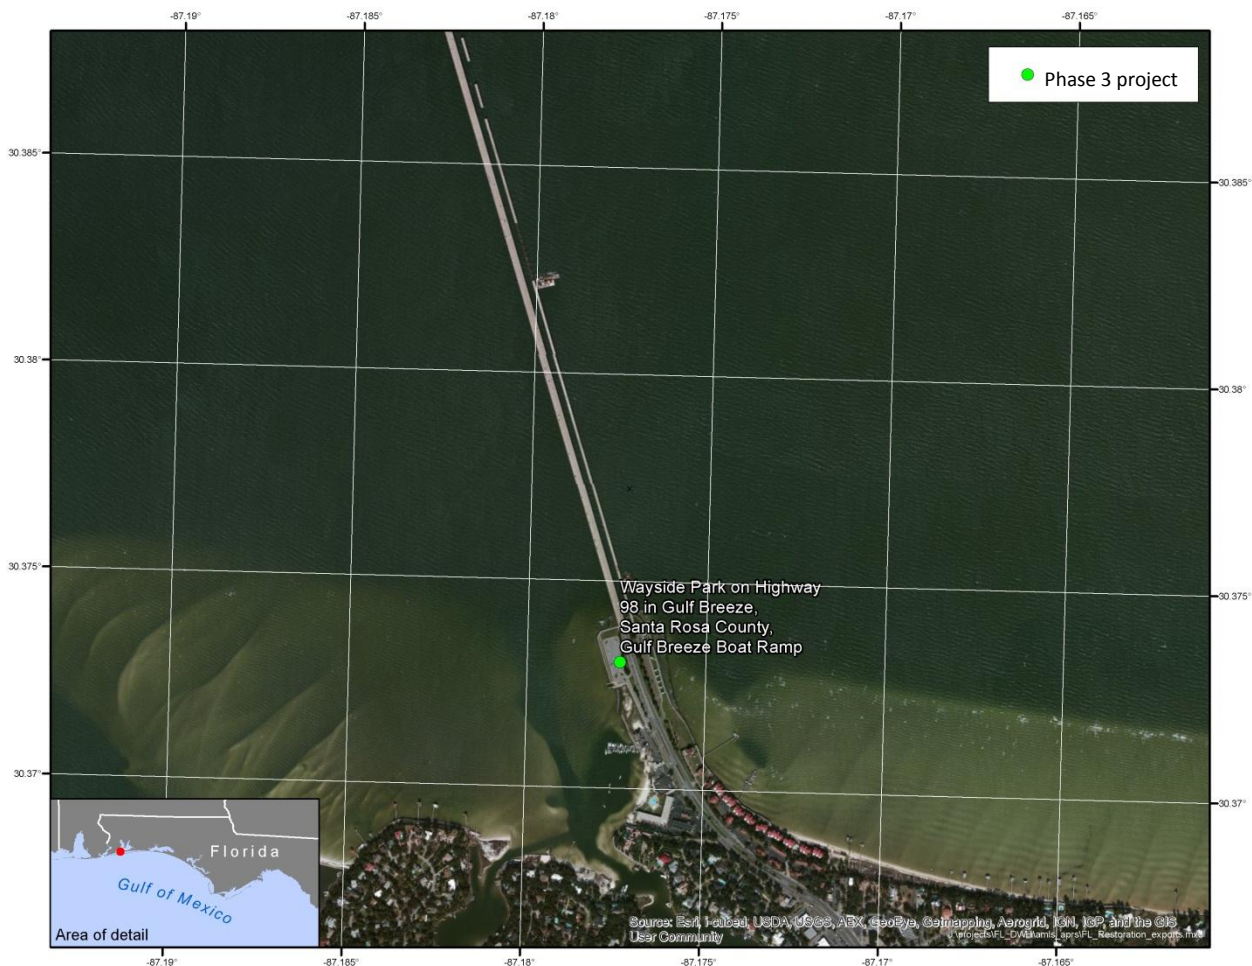 -87.19
-87.185
-87.18
-87.175
-87.17
-87.165
Phase 3 project
30.385°
30.385°
30.38°
30.38°
30.375°
30.375°
Wayside Park on Highway
98 in Gulf Breeze,
Santa Rosa County,
Gulf Breeze Boat Ramp
30.37°
30.37°
Florida
Gulf of Mexico
Area of detail
Source: Esri, i-cubed, USDA, USGS, AEX, GeoEye, Getmapping, Aerogrid, IGN, IGP, and the GIS
User Community
-87.19
-87.185
-87.18
-87.175
-87.17
-87.165